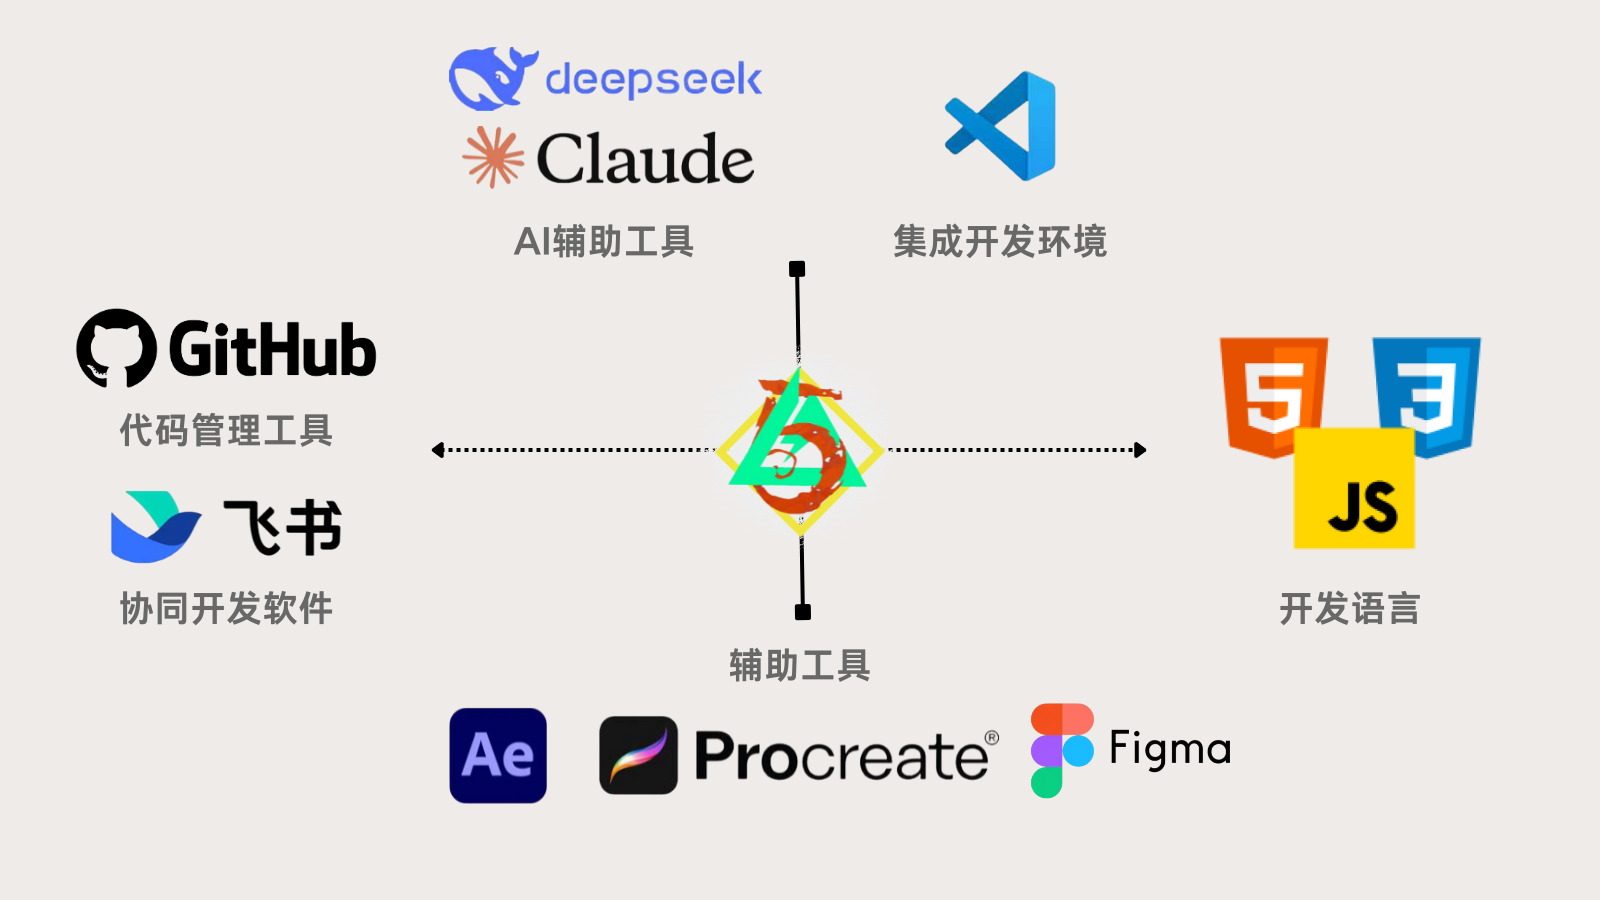 deepseek
Claude
AI辅助工具
集成开发环境
GitHub
代码管理工具
飞书
协同开发软件
5
3
JS
开发语言
辅助工具
Ae
Procreate®
Figma